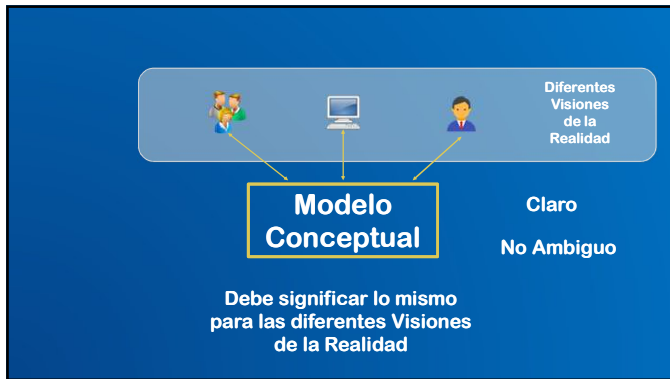 Diferentes
Visiones
de la
Realidad
Modelo
Conceptual
Claro
No Ambiguo
Debe significar lo mismo
para las diferentes Visiones
de la Realidad